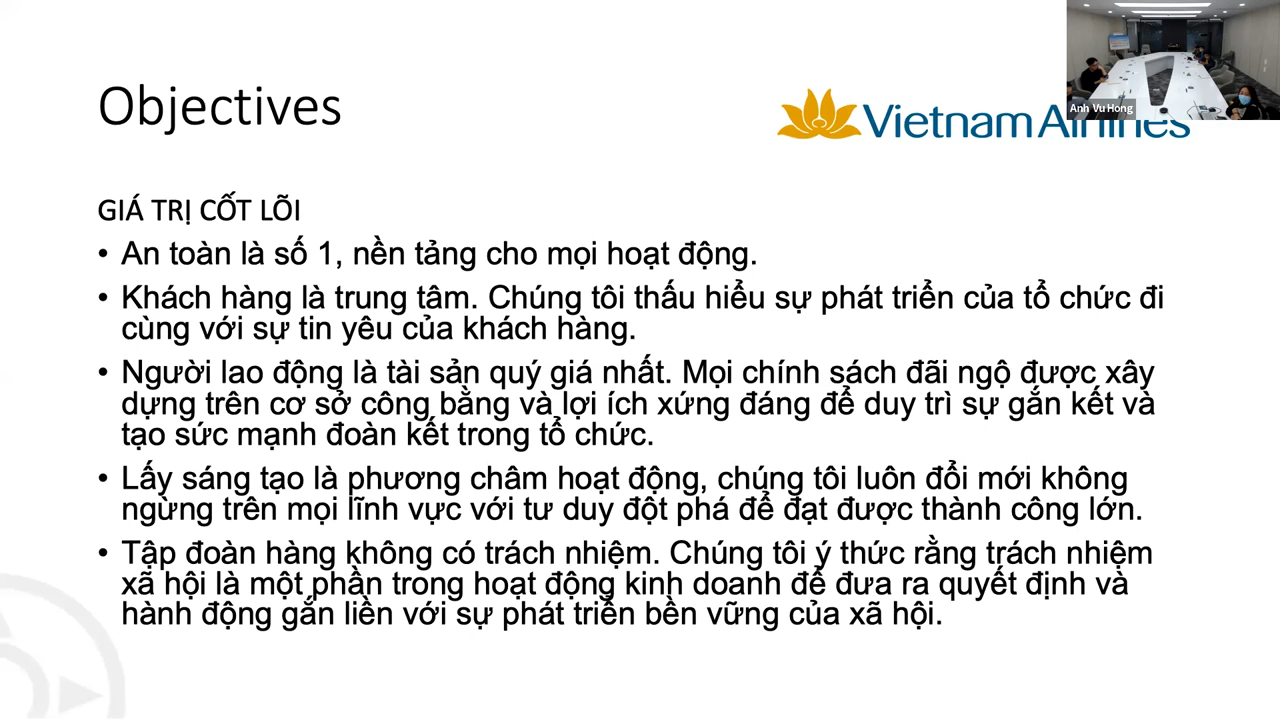 Objectives
Vietnam Airlines
Anh Vu Hong
GIÁ TRỊ CỐT LÕI
• An toàn là số 1, nền tảng cho mọi hoạt động.
• Khách hàng là trung tâm. Chúng tôi thấu hiểu sự phát triển của tổ chức đi
cùng với sự tin yêu của khách hàng.
• Người lao động là tài sản quý giá nhất. Mọi chính sách đãi ngộ được xây
dựng trên cơ sở công bằng và lợi ích xứng đáng để duy trì sự gắn kết và
tạo sức mạnh đoàn kết trong tổ chức.
• Lấy sáng tạo là phương châm hoạt động, chúng tôi luôn đổi mới không
ngừng trên mọi lĩnh vực với tư duy đột phá để đạt được thành công lớn.
• Tập đoàn hàng không có trách nhiệm. Chúng tôi ý thức rằng trách nhiệm
xã hội là một phần trong hoạt động kinh doanh để đưa ra quyết định và
hành động gắn liền với sự phát triển bền vững của xã hội.